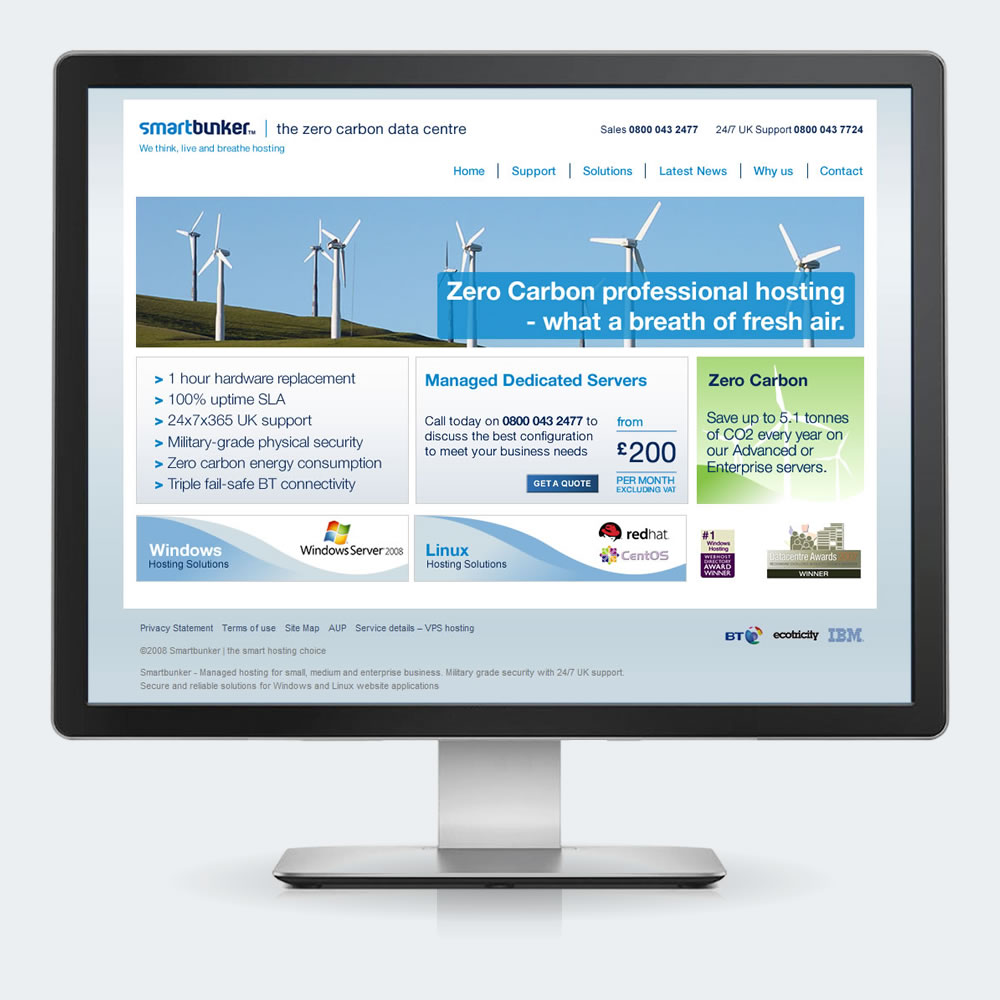 smartbunker™ | the zero carbon data centre
Sales 0800 043 2477 24/7 UK Support 0800 043 7724
We think, live and breathe hosting
Home | Support | Solutions | Latest News | Why us | Contact
Zero Carbon professional hosting
- what a breath of fresh air.
> 1 hour hardware replacement
> 100% uptime SLA
> 24x7x365 UK support
> Military-grade physical security
> Zero carbon energy consumption
> Triple fail-safe BT connectivity
Managed Dedicated Servers
Call today on 0800 043 2477 to
discuss the best configuration
to meet your business needs
GET A QUOTE
from
£200
PER MONTH
EXCLUDING VAT
Zero Carbon
Save up to 5.1 tonnes
of CO2 every year on
our Advanced or
Enterprise servers.
Windows
Hosting Solutions
Windows Server 2008
Linux
Hosting Solutions
redhat.
CentOS
#1
Windows
Hosting
WEBHOST
DIRECTORY
AWARD
WINNER
Datacentre Awards
WINNER
Privacy Statement Terms of use Site Map AUP Service details – VPS hosting
BT ecotricity IBM
©2008 Smartbunker | the smart hosting choice
Smartbunker - Managed hosting for small, medium and enterprise business. Military grade security with 24/7 UK support.
Secure and reliable solutions for Windows and Linux website applications